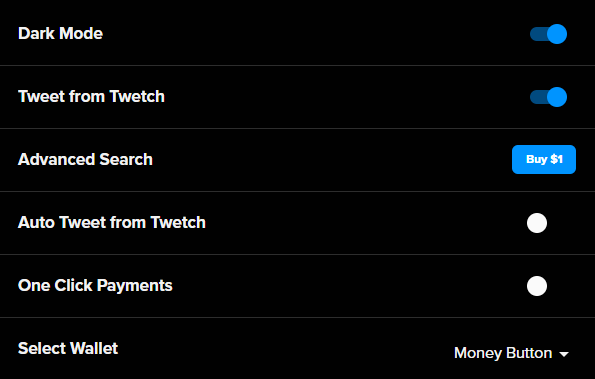 Dark Mode
Tweet from Twetch
Advanced Search Buy $1
Auto Tweet from Twetch
One Click Payments
Select Wallet Money Button